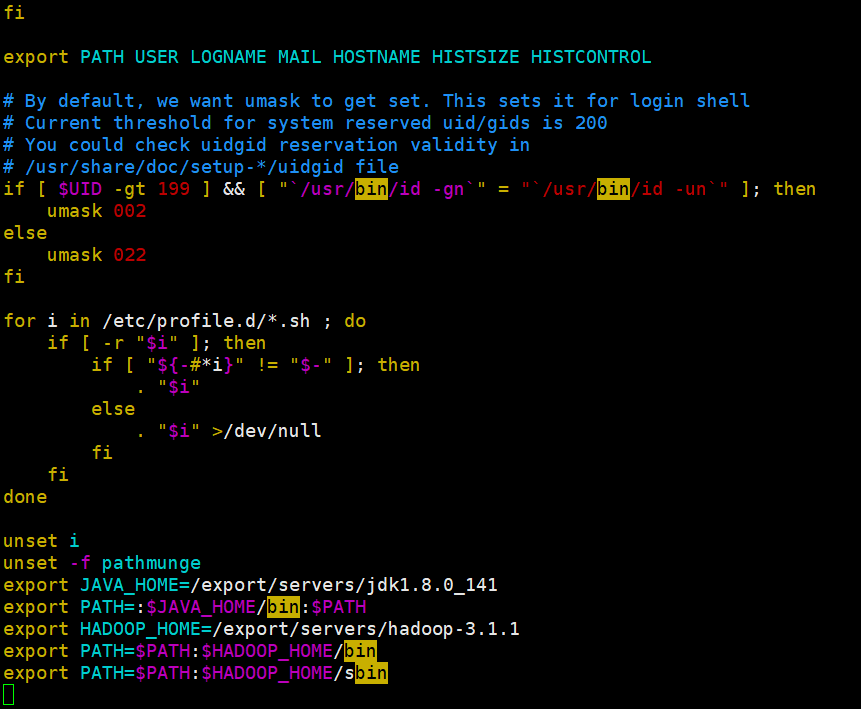 fi
export PATH USER LOGNAME MAIL HOSTNAME HISTSIZE HISTCONTROL
# By default, we want umask to get set. This sets it for login shell
# Current threshold for system reserved uid/gids is 200
# You could check uidgid reservation validity in
# /usr/share/doc/setup-*/uidgid file
if [ $UID -gt 199 ] && [ "`/usr/bin/id -gn`" = "`/usr/bin/id -un`" ]; then
    umask 002
else
    umask 022
fi
for i in /etc/profile.d/*.sh ; do
    if [ -r "$i" ]; then
        if [ "${-#*i}" != "$-" ]; then
            . "$i"
        else
            . "$i" >/dev/null
        fi
    fi
done
unset i
unset -f pathmunge
export JAVA_HOME=/export/servers/jdk1.8.0_141
export PATH=:$JAVA_HOME/bin:$PATH
export HADOOP_HOME=/export/servers/hadoop-3.1.1
export PATH=$PATH:$HADOOP_HOME/bin
export PATH=$PATH:$HADOOP_HOME/sbin